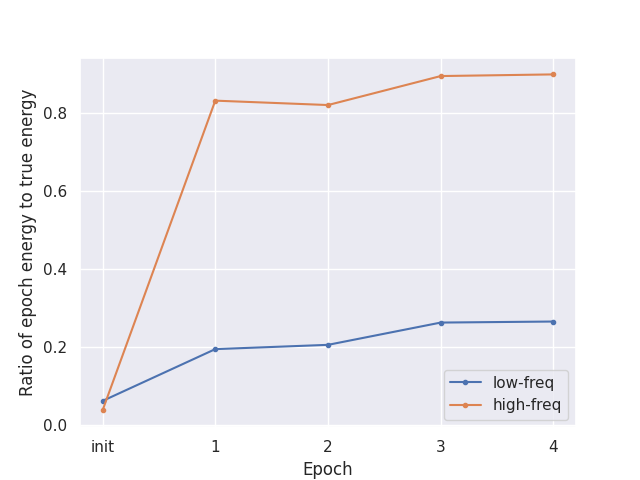 Ratio of epoch energy to true energy
0.8
0.6
0.4
0.2
0.0
init 1 2 3 4
Epoch
low-freq
high-freq